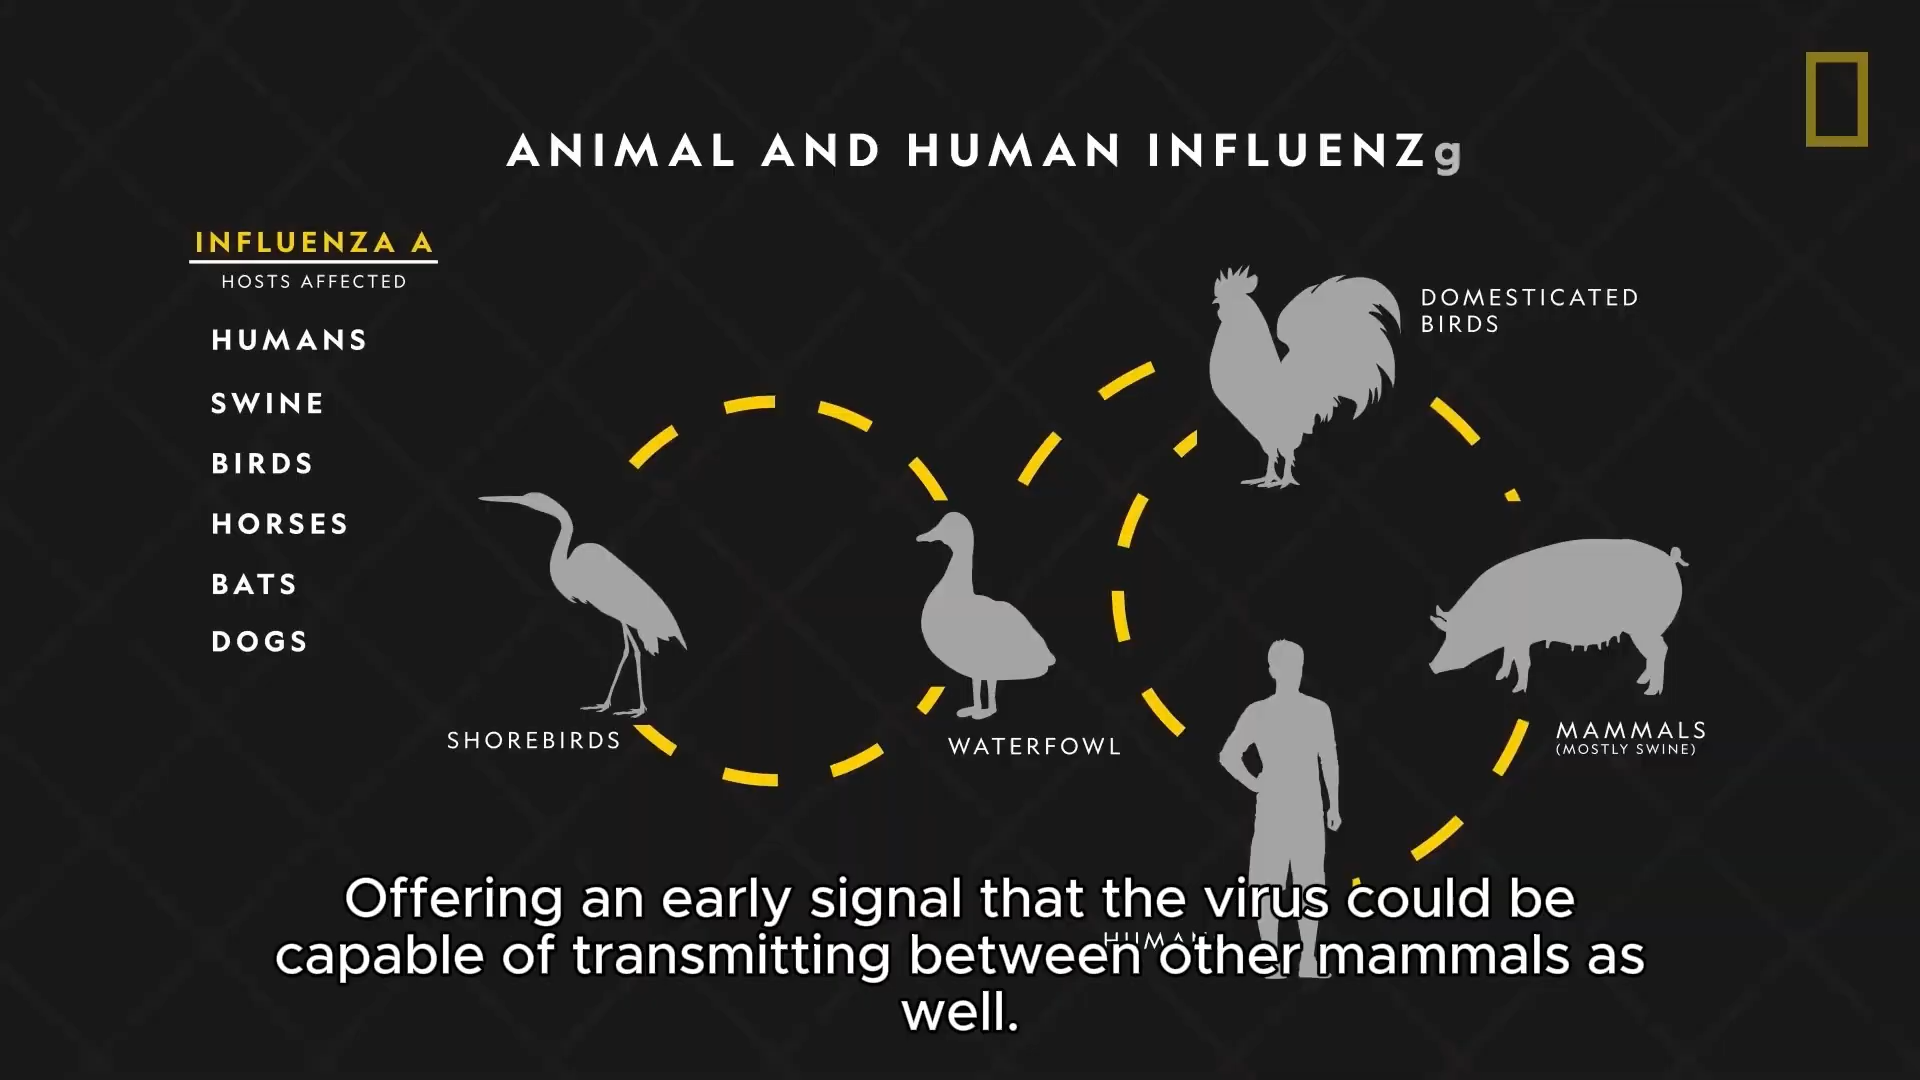 ANIMAL AND HUMAN INFLUENZg
INFLUENZA A
HOSTS AFFECTED
HUMANS
SWINE
BIRDS
HORSES
BATS
DOGS
DOMESTICATED
BIRDS
SHOREBIRDS
WATERFOWL
MAMMALS
(MOSTLY SWINE)
Offering an early signal that the virus could be
capable of transmitting between other mammals as
well.